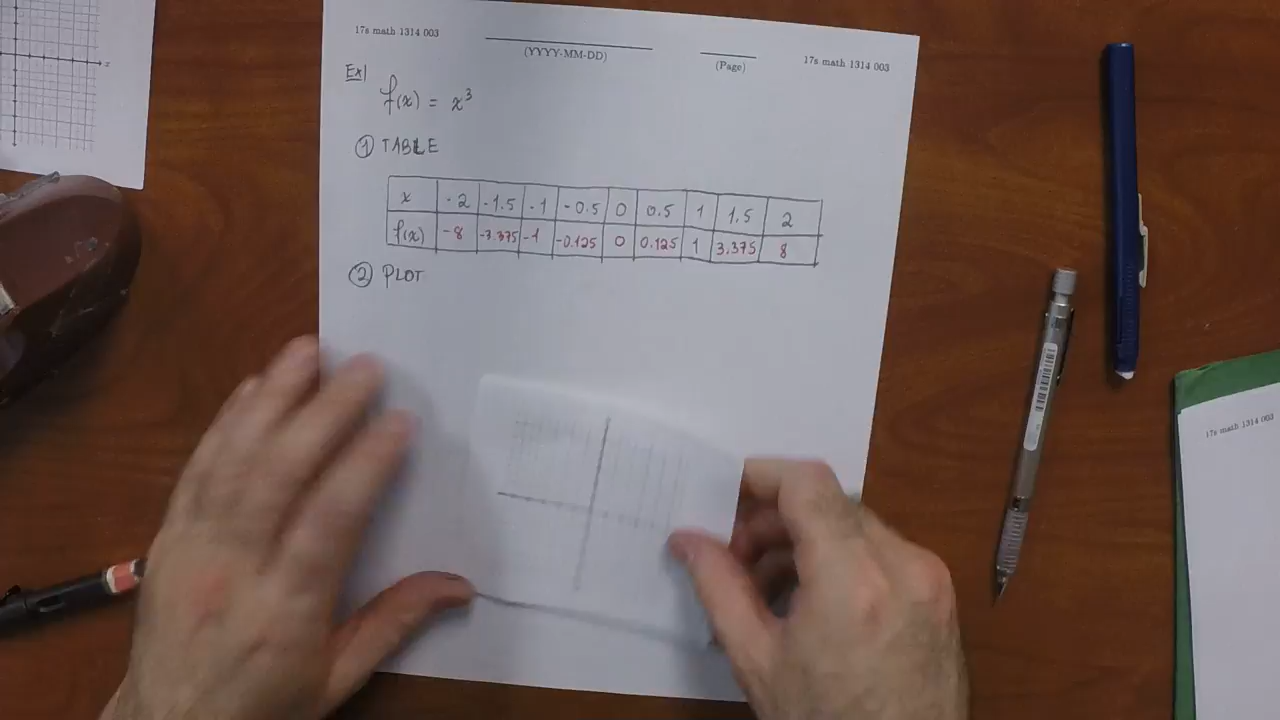 17s math 1314 003
(YYYY-MM-DD)
(Page)
17s math 1314 003
Ex1
f(x) = x³
① TABLE
x -2 -1.5 -1 -0.5 0 0.5 1 1.5 2
f(x) -8 -3.375 -1 -0.125 0 0.125 1 3.375 8
② PLOT
x
17s math 1314 003